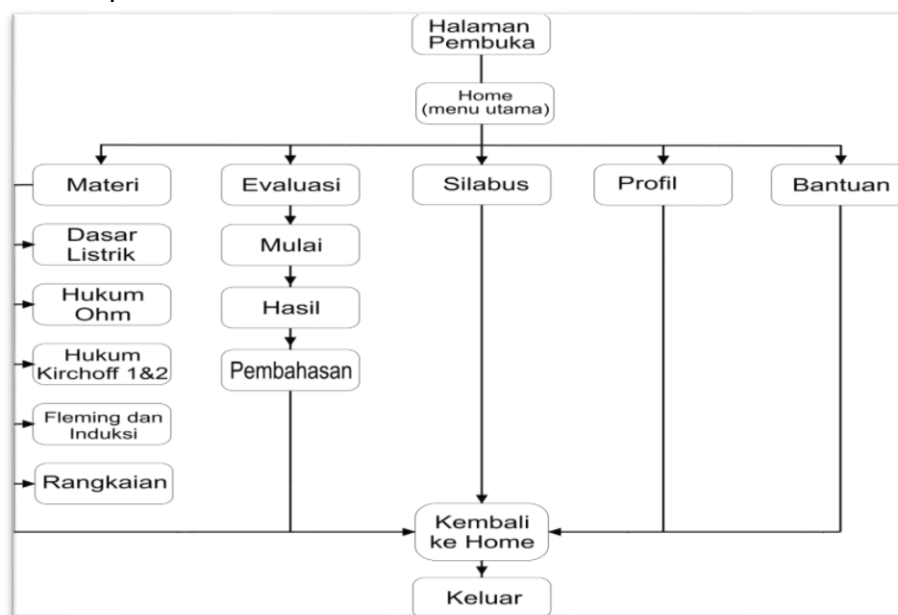 Halaman
Pembuka
Home
(menu utama)
Materi
Evaluasi
Silabus
Profil
Bantuan
Dasar
Listrik
Hukum
Ohm
Hukum
Kirchoff 1&2
Fleming dan
Induksi
Rangkaian
Mulai
Hasil
Pembahasan
Kembali
ke Home
Keluar